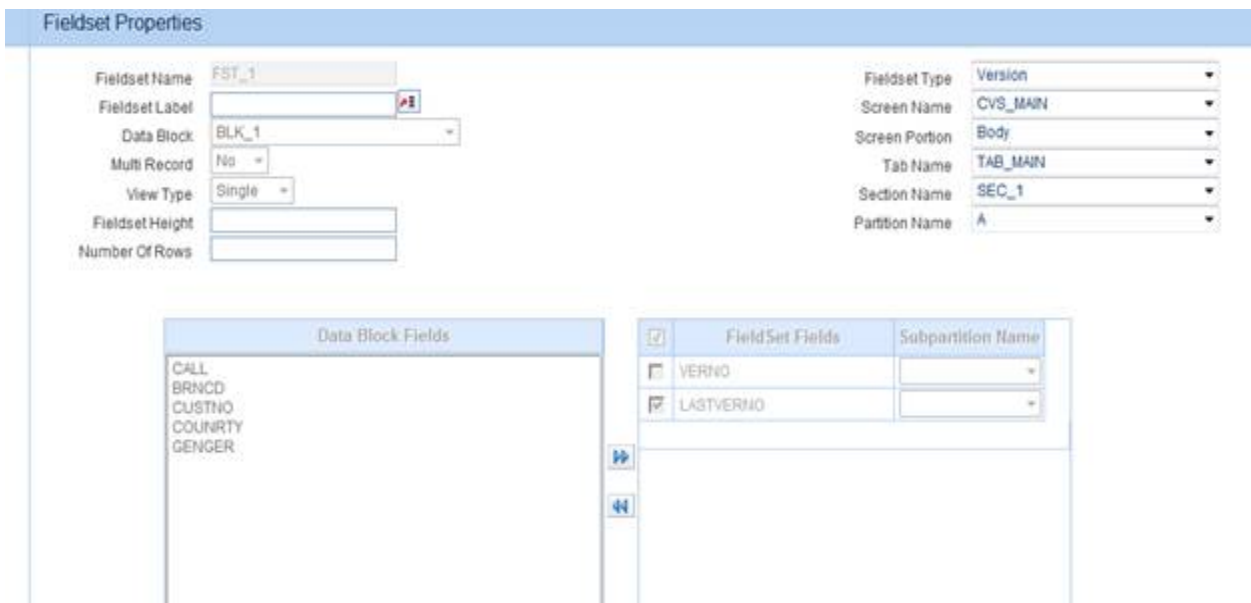 Fieldset Properties
Fieldset Name FST_1
Fieldset Label
Data Block BLK_1
Multi Record No
View Type Single
Fieldset Height
Number Of Rows
Fieldset Type Version
Screen Name CVS_MAIN
Screen Portion Body
Tab Name TAB_MAIN
Section Name SEC_1
Partition Name A
Data Block Fields
CALL
BRNCD
CUSTNO
COUNRTY
GENGER
FieldSet Fields Subpartition Name
VERNO
LASTVERNO